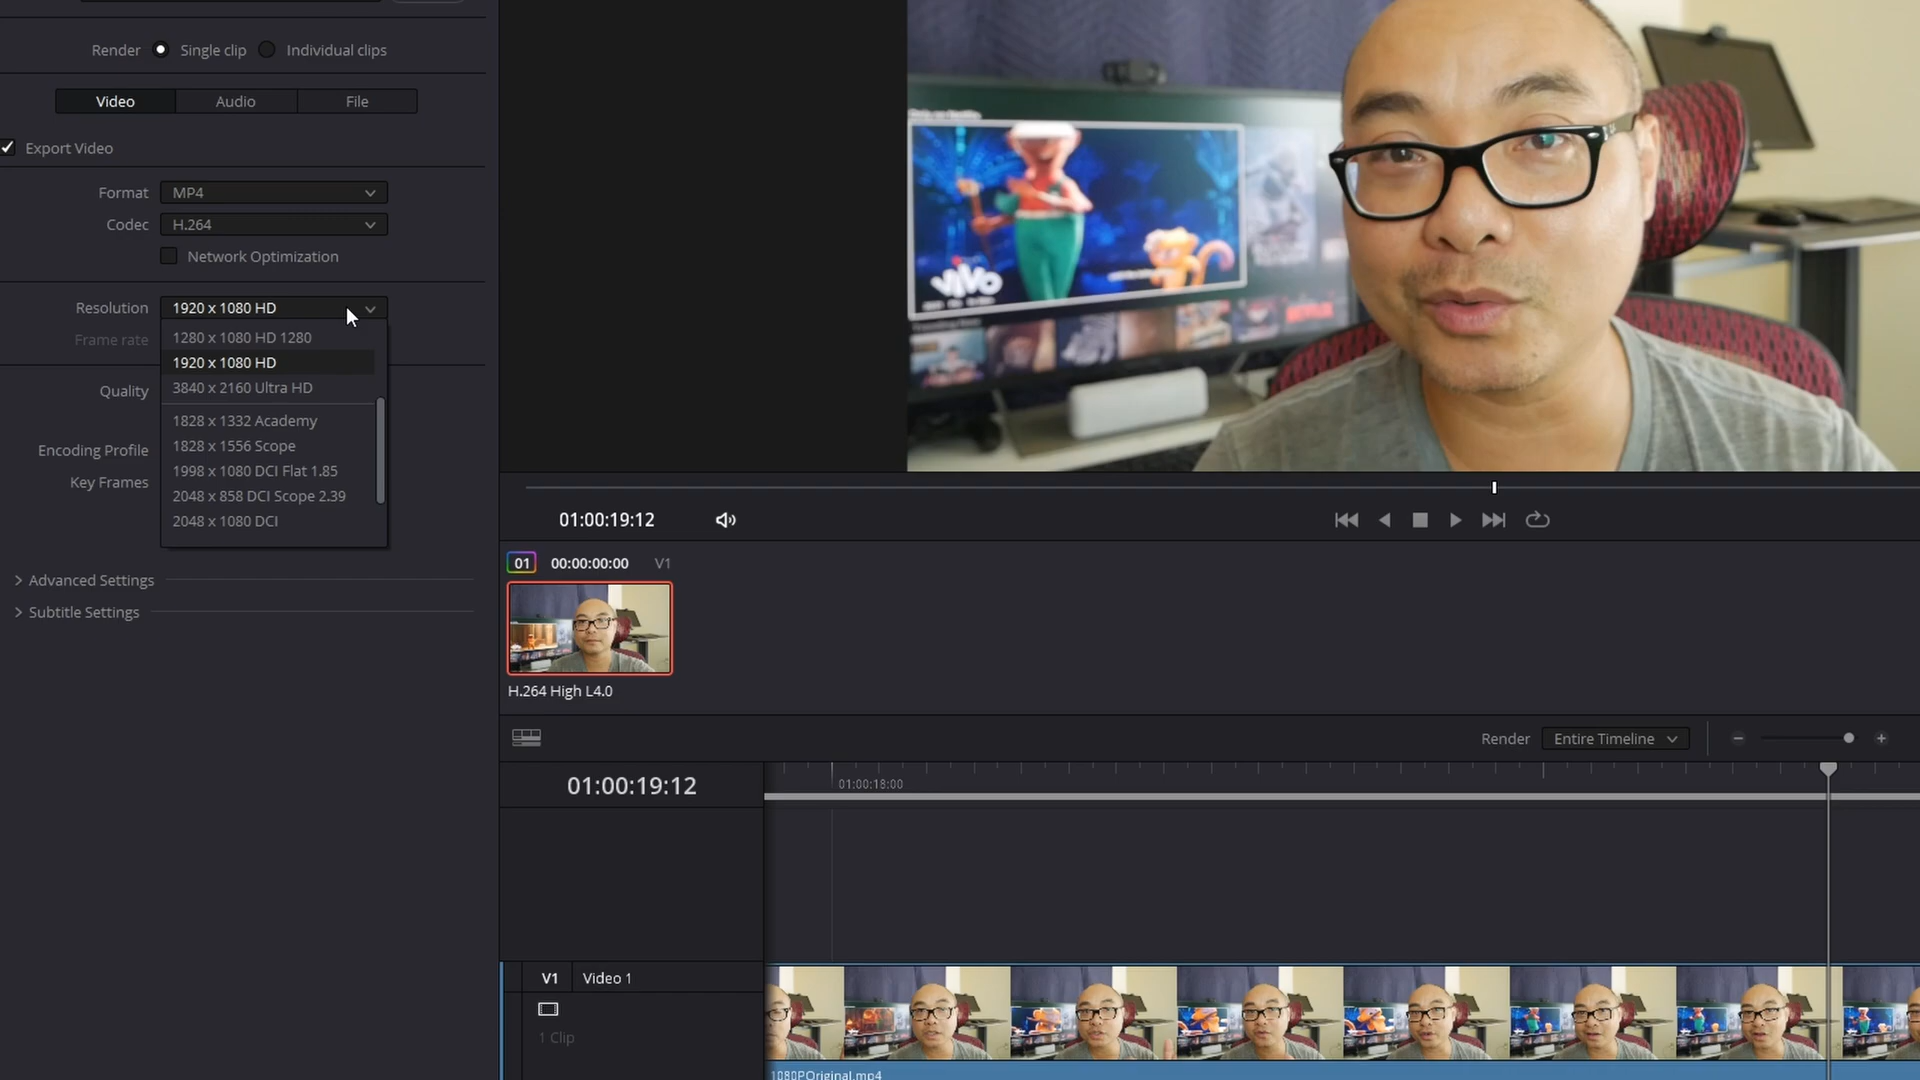 Render Single clip Individual clips
Video Audio File
Export Video
Format MP4
Codec H.264
Network Optimization
Resolution 1920 x 1080 HD
1280 x 1080 HD 1280
Frame rate
1920 x 1080 HD
3840 x 2160 Ultra HD
Quality
1828 x 1332 Academy
1828 x 1556 Scope
Encoding Profile
1998 x 1080 DCI Flat 1.85
Key Frames
2048 x 858 DCI Scope 2.39
2048 x 1080 DCI
Advanced Settings
Subtitle Settings
VIVO
NETFLIX
01:00:19:12
01 00:00:00:00 V1
H.264 High L4.0
Render Entire Timeline
01:00:19:12
01:00:18:00
V1 Video 1
1 Clip
1080POriginal.mp4